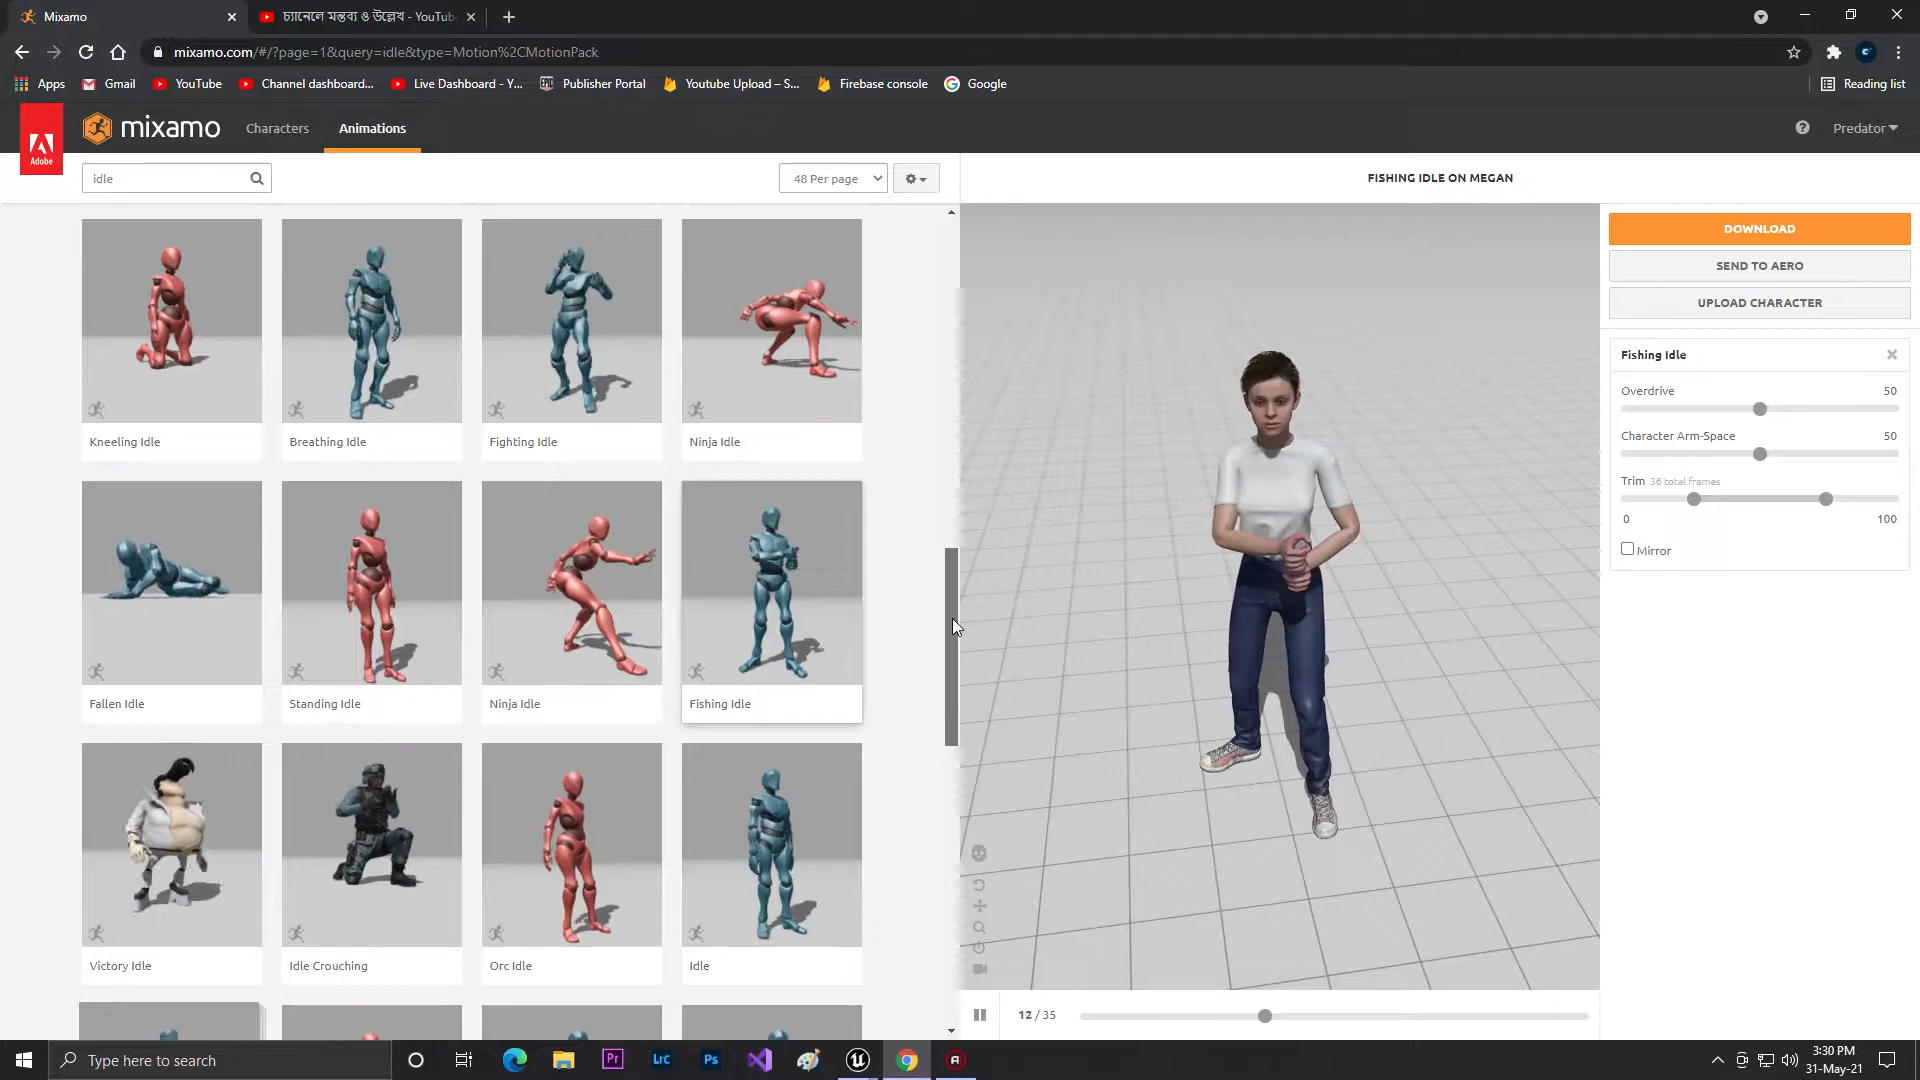 Mixamo
চ্যানেলে মন্তব্য ও উল্লেখ - YouTub
mixamo.com/#/?page=1&query=idle&type=Motion%2CMotionPack
Apps
Gmail
YouTube
Channel dashboard...
Live Dashboard - Y...
Publisher Portal
Youtube Upload – S...
Firebase console
Google
Reading list
Adobe
mixamo
Characters
Animations
Predator
idle
48 Per page
FISHING IDLE ON MEGAN
DOWNLOAD
SEND TO AERO
UPLOAD CHARACTER
Fishing Idle
Overdrive 50
Character Arm-Space 50
Trim 36 total frames
0 100
Mirror
Kneeling Idle
Breathing Idle
Fighting Idle
Ninja Idle
Fallen Idle
Standing Idle
Ninja Idle
Fishing Idle
Victory Idle
Idle Crouching
Orc Idle
Idle
12 / 35
Type here to search
Pr
Lrc
Ps
3:30 PM
31-May-21